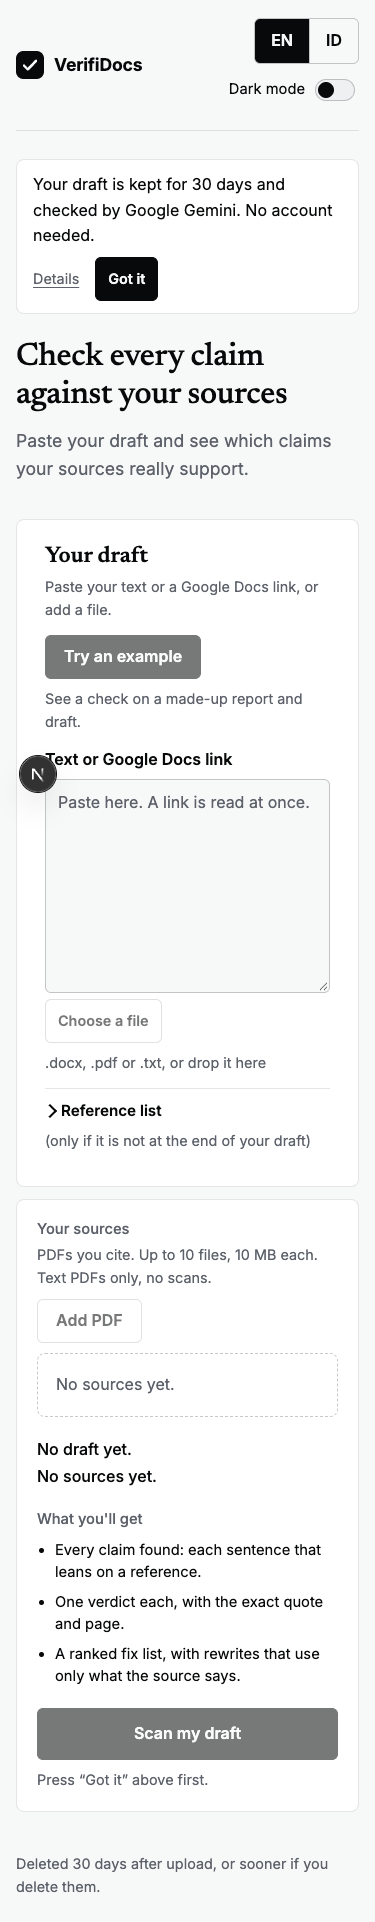 VerifiDocs
EN
ID
Dark mode
Your draft is kept for 30 days and
checked by Google Gemini. No account
needed.
Details
Got it
Check every claim
against your sources
Paste your draft and see which claims
your sources really support.
Your draft
Paste your text or a Google Docs link, or
add a file.
Try an example
See a check on a made-up report and
draft.
Text or Google Docs link
N
Paste here. A link is read at once.
Choose a file
.docx, .pdf or .txt, or drop it here
Reference list
(only if it is not at the end of your draft)
Your sources
PDFs you cite. Up to 10 files, 10 MB each.
Text PDFs only, no scans.
Add PDF
No sources yet.
No draft yet.
No sources yet.
What you'll get
• Every claim found: each sentence that
leans on a reference.
• One verdict each, with the exact quote
and page.
• A ranked fix list, with rewrites that use
only what the source says.
Scan my draft
Press “Got it” above first.
Deleted 30 days after upload, or sooner if you
delete them.